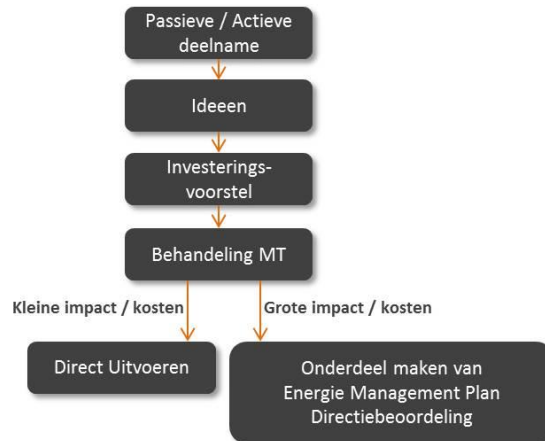 Passieve / Actieve
deelname
Ideeen
Investerings-
voorstel
Behandeling MT
Kleine impact / kosten
Grote impact / kosten
Direct Uitvoeren
Onderdeel maken van
Energie Management Plan
Directiebeoordeling